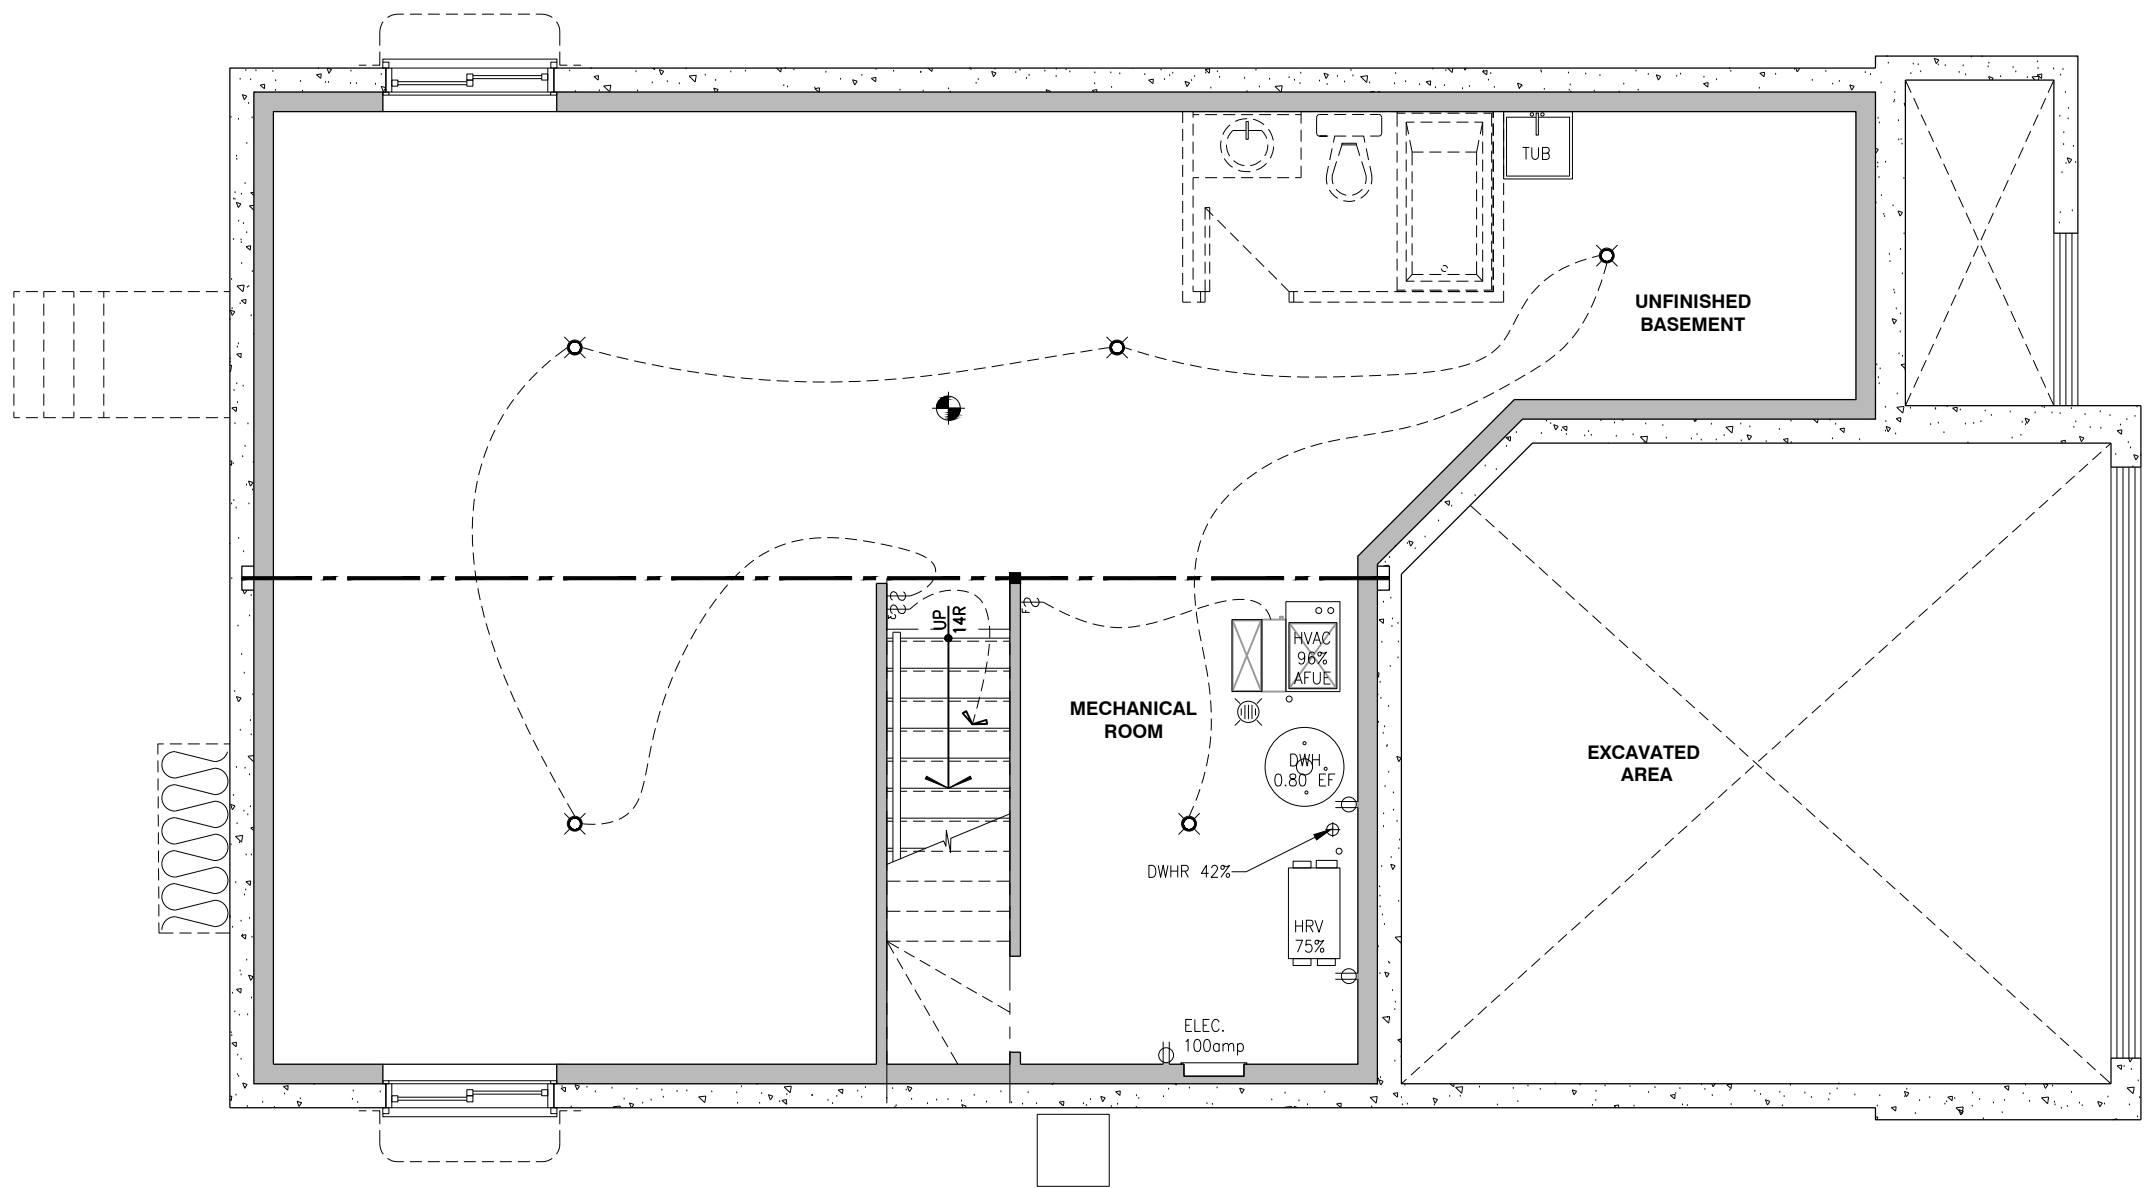 TUB
UNFINISHED
BASEMENT
S
S
3
UP
14R
S
F
HVAC
96%
AFUE
MECHANICAL
ROOM
DWH
0.80 EF
EXCAVATED
AREA
DWHR 42%
HRV
75%
ELEC.
100amp